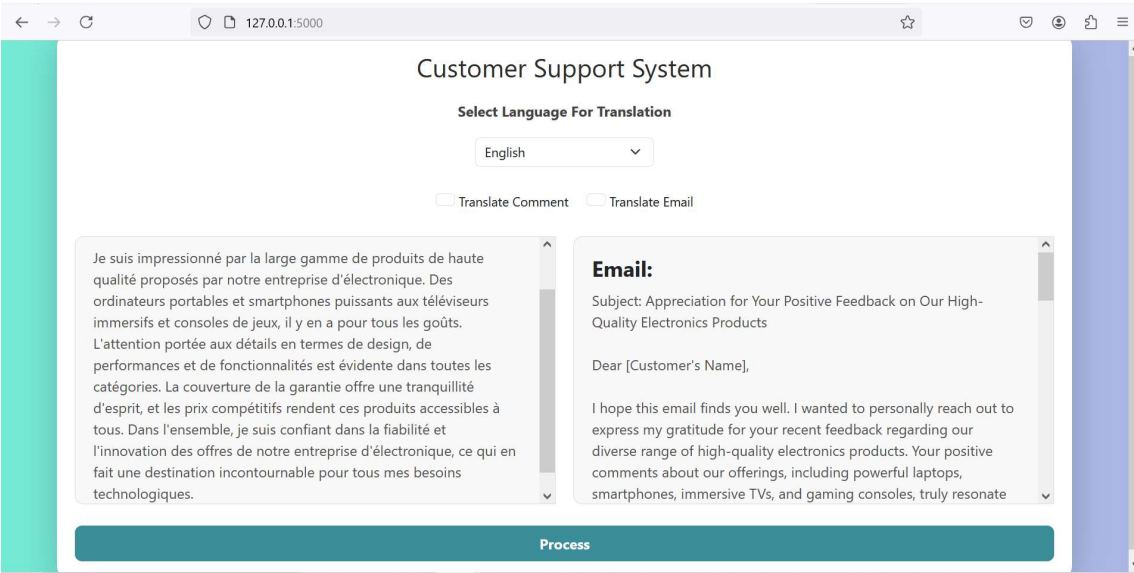 127.0.0.1:5000
Customer Support System
Select Language For Translation
English
Translate Comment Translate Email
Je suis impressionné par la large gamme de produits de haute
qualité proposés par notre entreprise d'électronique. Des
ordinateurs portables et smartphones puissants aux téléviseurs
immersifs et consoles de jeux, il y en a pour tous les goûts.
L'attention portée aux détails en termes de design, de
performances et de fonctionnalités est évidente dans toutes les
catégories. La couverture de la garantie offre une tranquillité
d'esprit, et les prix compétitifs rendent ces produits accessibles à
tous. Dans l'ensemble, je suis confiant dans la fiabilité et
l'innovation des offres de notre entreprise d'électronique, ce qui en
fait une destination incontournable pour tous mes besoins
technologiques.
Email:
Subject: Appreciation for Your Positive Feedback on Our High-
Quality Electronics Products
Dear [Customer's Name],
I hope this email finds you well. I wanted to personally reach out to
express my gratitude for your recent feedback regarding our
diverse range of high-quality electronics products. Your positive
comments about our offerings, including powerful laptops,
smartphones, immersive TVs, and gaming consoles, truly resonate
Process